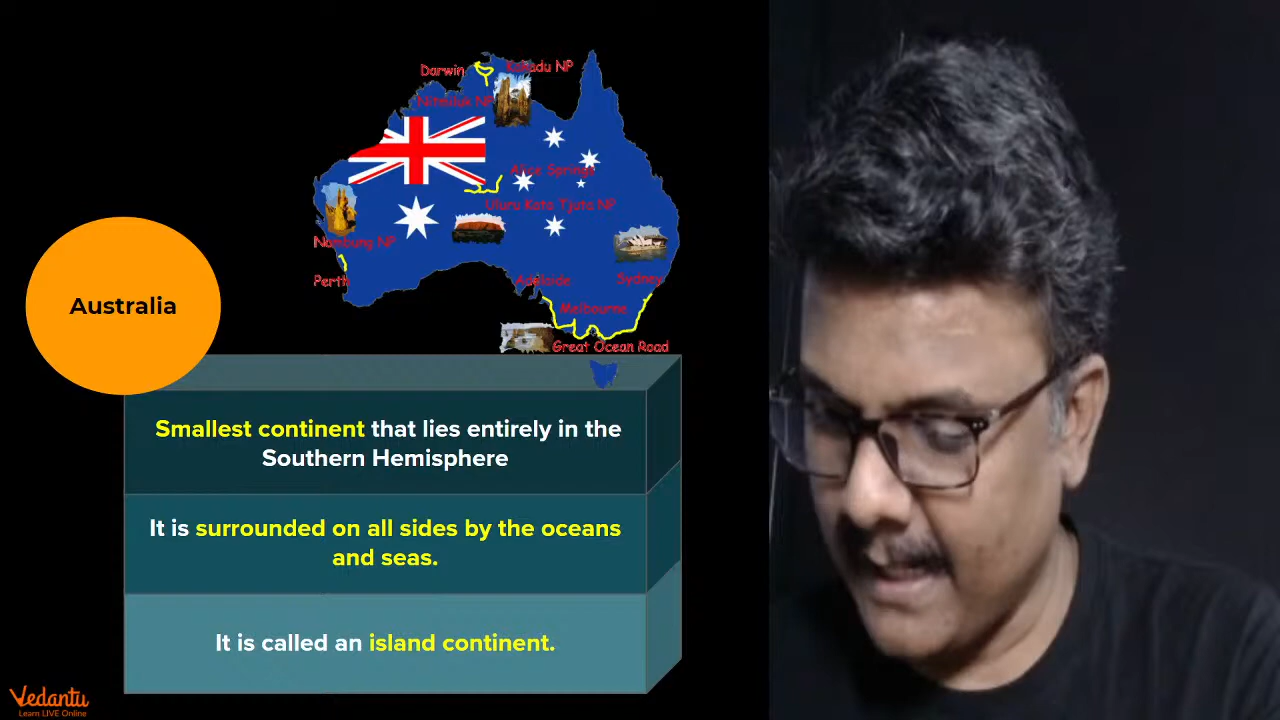 Darwin
Kakadu NP
Nitmiluk NP
Alice Springs
Uluru Kata Tjuta NP
Nambung NP
Perth
Adelaide
Sydney
Melbourne
Great Ocean Road
Australia
Smallest continent that lies entirely in the
Southern Hemisphere
It is surrounded on all sides by the oceans
and seas.
It is called an island continent.
Vedantu
Learn LIVE Online